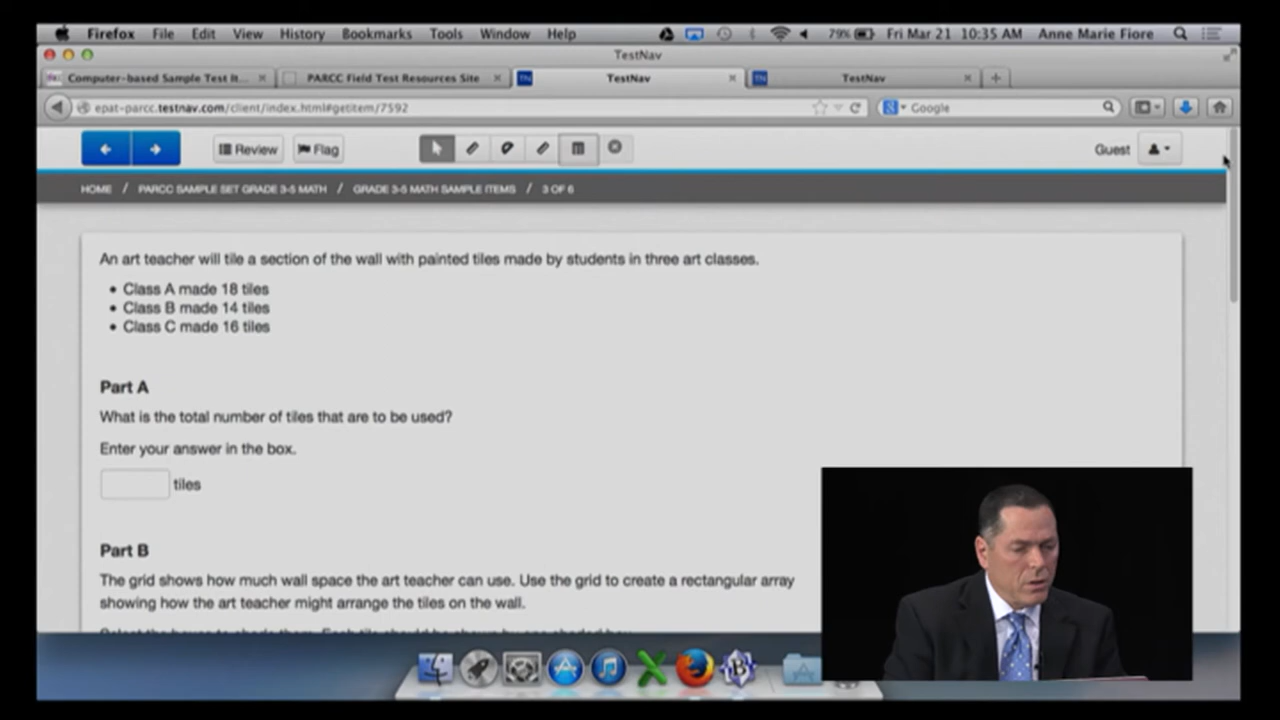 Firefox File Edit View History Bookmarks Tools Window Help 79% Fri Mar 21 10:35 AM Anne Marie Fiore
TestNav
Computer-based Sample Test It... PARCC Field Test Resources Site TestNav TestNav
epat-parcc.testnav.com/client/index.html#getitem/7592 Google
Review Flag Guest
HOME / PARCC SAMPLE SET GRADE 3-5 MATH / GRADE 3-5 MATH SAMPLE ITEMS / 3 OF 6
An art teacher will tile a section of the wall with painted tiles made by students in three art classes.
• Class A made 18 tiles
• Class B made 14 tiles
• Class C made 16 tiles
Part A
What is the total number of tiles that are to be used?
Enter your answer in the box.
tiles
Part B
The grid shows how much wall space the art teacher can use. Use the grid to create a rectangular array
showing how the art teacher might arrange the tiles on the wall.